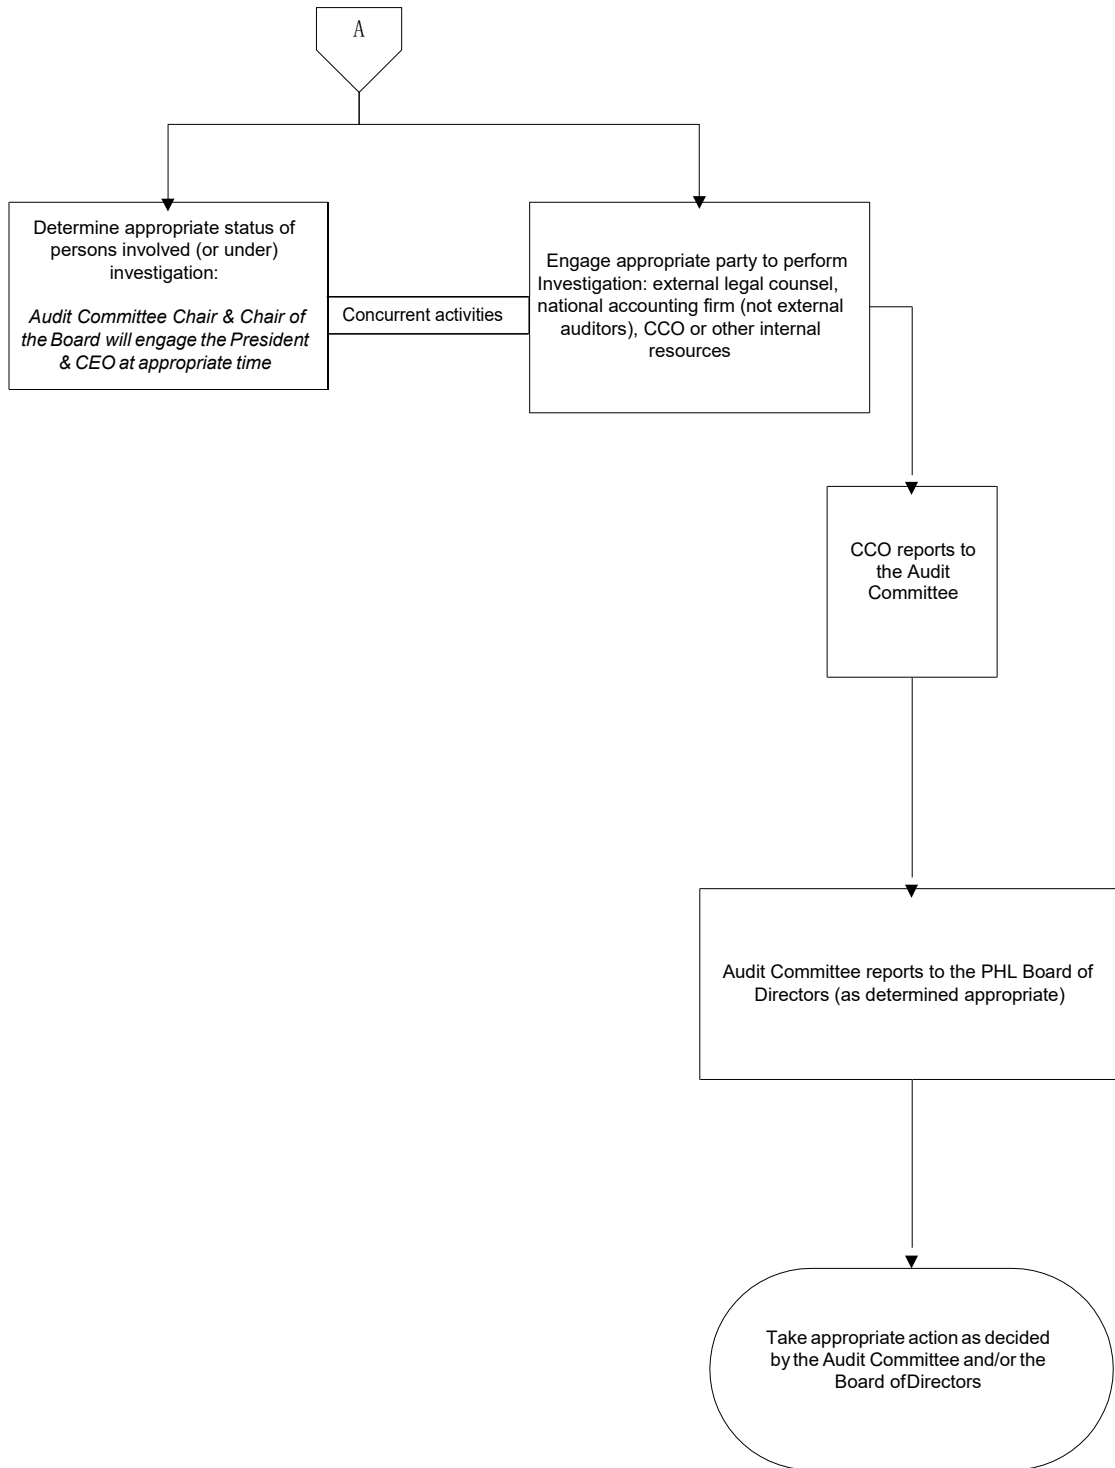 A
Determine appropriate status of
persons involved (or under)
investigation:
Audit Committee Chair & Chair of
the Board will engage the President
& CEO at appropriate time
Concurrent activities
Engage appropriate party to perform
Investigation: external legal counsel,
national accounting firm (not external
auditors), CCO or other internal
resources
CCO reports to
the Audit
Committee
Audit Committee reports to the PHL Board of
Directors (as determined appropriate)
Take appropriate action as decided
by the Audit Committee and/or the
Board ofDirectors